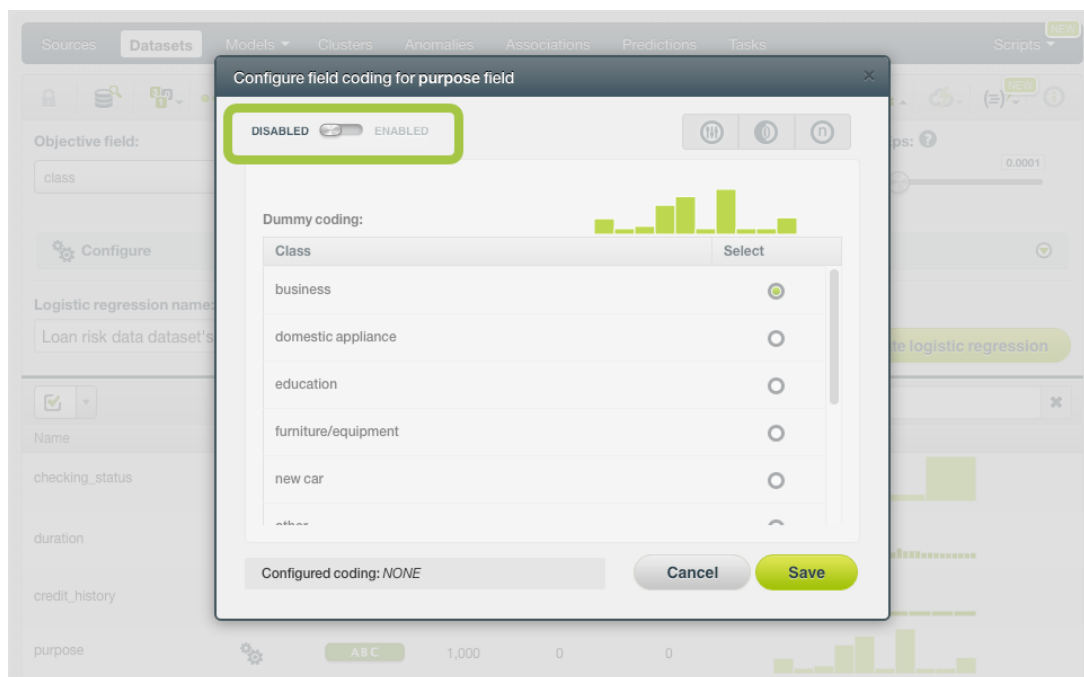 Sources Datasets Models Clusters Anomalies Associations Predictions Tasks Scripts NEW
Configure field coding for purpose field
DISABLED ENABLED
NEW
Objective field:
class
0.0001
Dummy coding:
Class Select
business
Configure
domestic appliance
Logistic regression name:
Loan risk data dataset's
logistic regression
education
furniture/equipment
Name
new car
checking_status
other
duration
Configured coding: NONE
Cancel Save
credit_history
purpose ABC 1,000 0 0